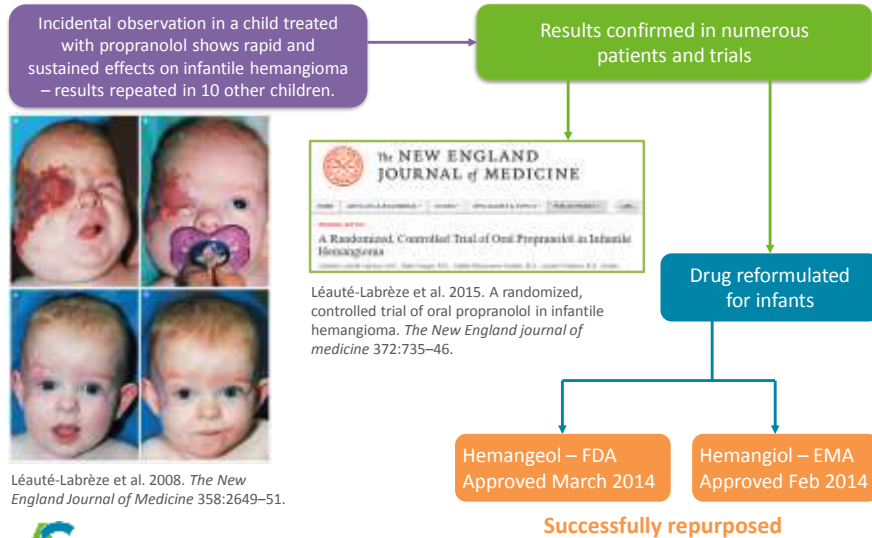 Incidental observation in a child treated
with propranolol shows rapid and
sustained effects on infantile hemangioma
– results repeated in 10 other children.
Results confirmed in numerous
patients and trials
The NEW ENGLAND
JOURNAL of MEDICINE
HOME
A Randomized, Controlled Trial of Oral Propranolol in Infantile
Hemangioma
Léauté-Labrèze et al. 2015. A randomized,
controlled trial of oral propranolol in infantile
hemangioma. The New England journal of
medicine 372:735–46.
Drug reformulated
for infants
Hemangeol – FDA
Approved March 2014
Hemangiol – EMA
Approved Feb 2014
Léauté-Labrèze et al. 2008. The New
England Journal of Medicine 358:2649–51.
Successfully repurposed